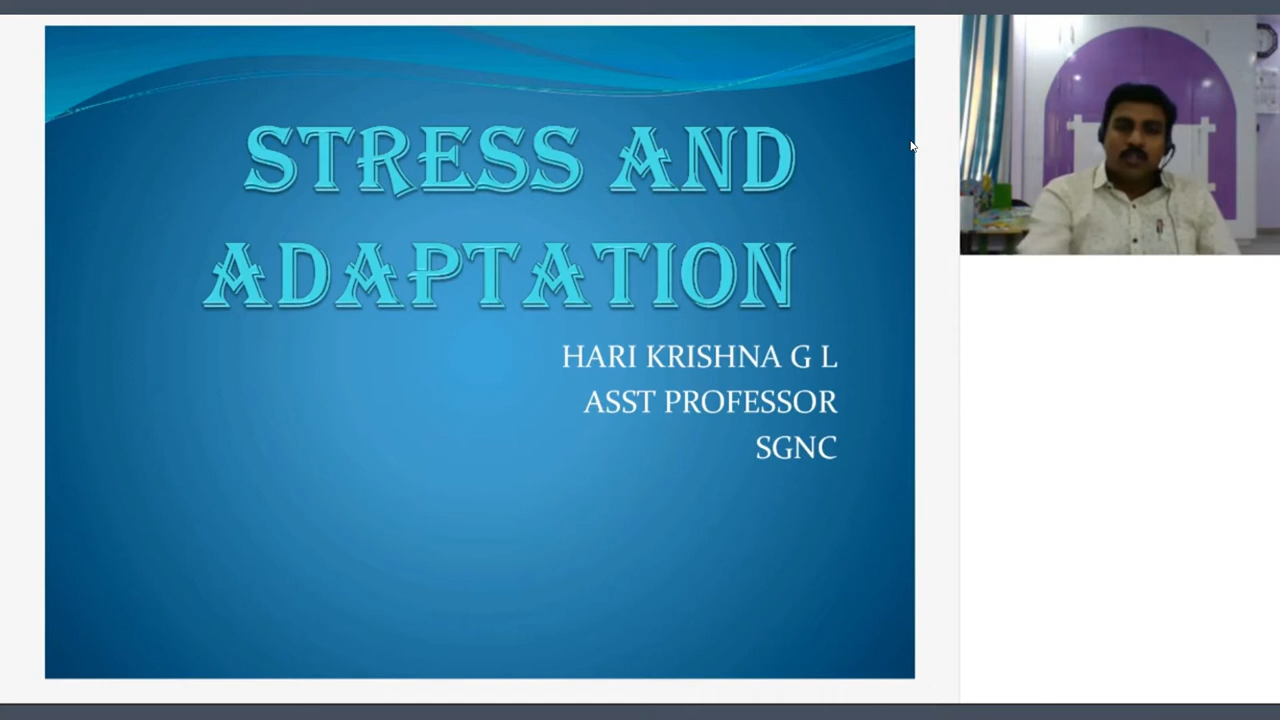 STRESS AND
ADAPTATION
HARI KRISHNA G L
ASST PROFESSOR
SGNC